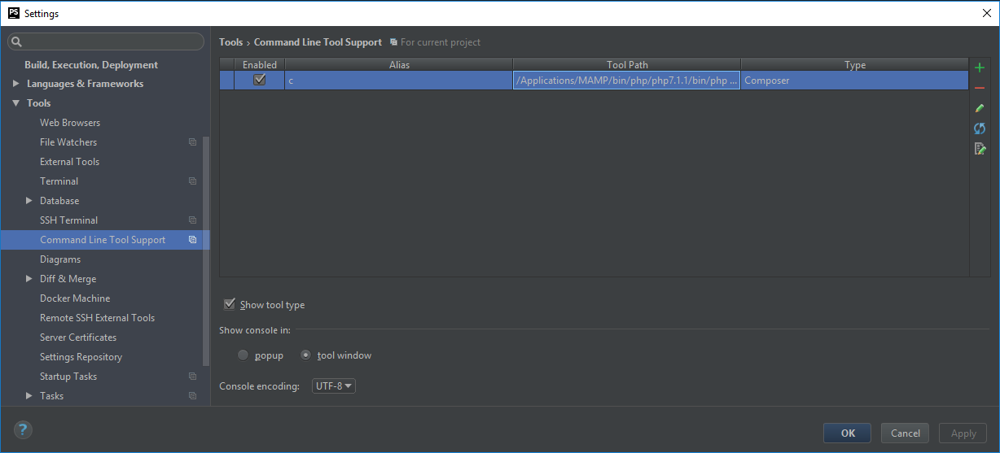 PS Settings
Build, Execution, Deployment
Languages & Frameworks
Tools
Web Browsers
File Watchers
External Tools
Terminal
Database
SSH Terminal
Command Line Tool Support
Diagrams
Diff & Merge
Docker Machine
Remote SSH External Tools
Server Certificates
Settings Repository
Startup Tasks
Tasks
Tools › Command Line Tool Support For current project
Enabled Alias Tool Path Type
c /Applications/MAMP/bin/php/php7.1.1/bin/php ... Composer
Show tool type
Show console in:
popup tool window
Console encoding: UTF-8
? OK Cancel Apply